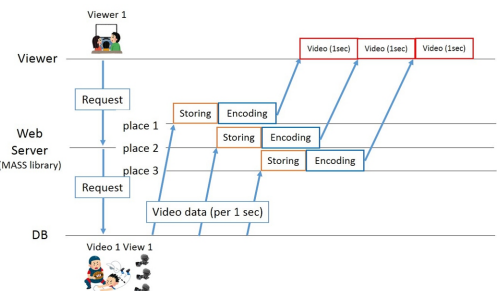 Viewer 1
Viewer
Video (1sec)
Video (1sec)
Video (1sec)
Request
Storing
Encoding
place 1
Web
Server
(MASS library)
Storing
Encoding
place 2
Storing
Encoding
place 3
Request
Video data (per 1 sec)
DB
Video 1 View 1